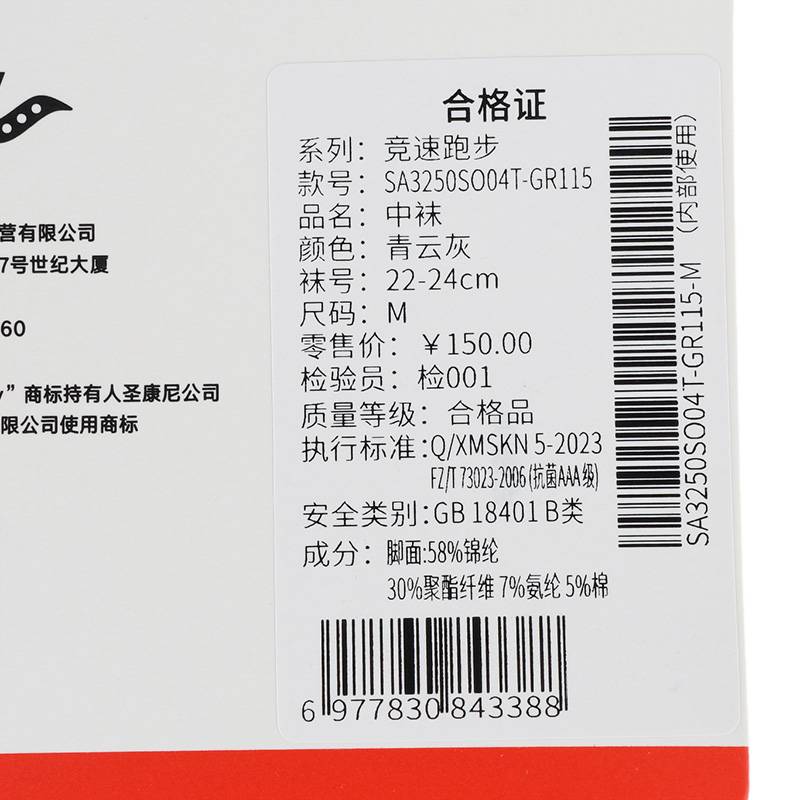 营有限公司
7号世纪大厦
60
y”商标持有人圣康尼公司
限公司使用商标
合格证
系列：竞速跑步
款号：SA3250SO04T-GR115
品名：中袜
颜色：青云灰
袜号：22-24cm
尺码：M
零售价：￥150.00
检验员：检001
质量等级：合格品
执行标准：Q/XMSKN 5-2023
FZ/T 73023-2006 (抗菌AAA级)
安全类别：GB 18401 B类
成分：脚面:58%锦纶
30%聚酯纤维 7%氨纶 5%棉
6 977830 843388
SA3250SO04T-GR115-M (内部使用)